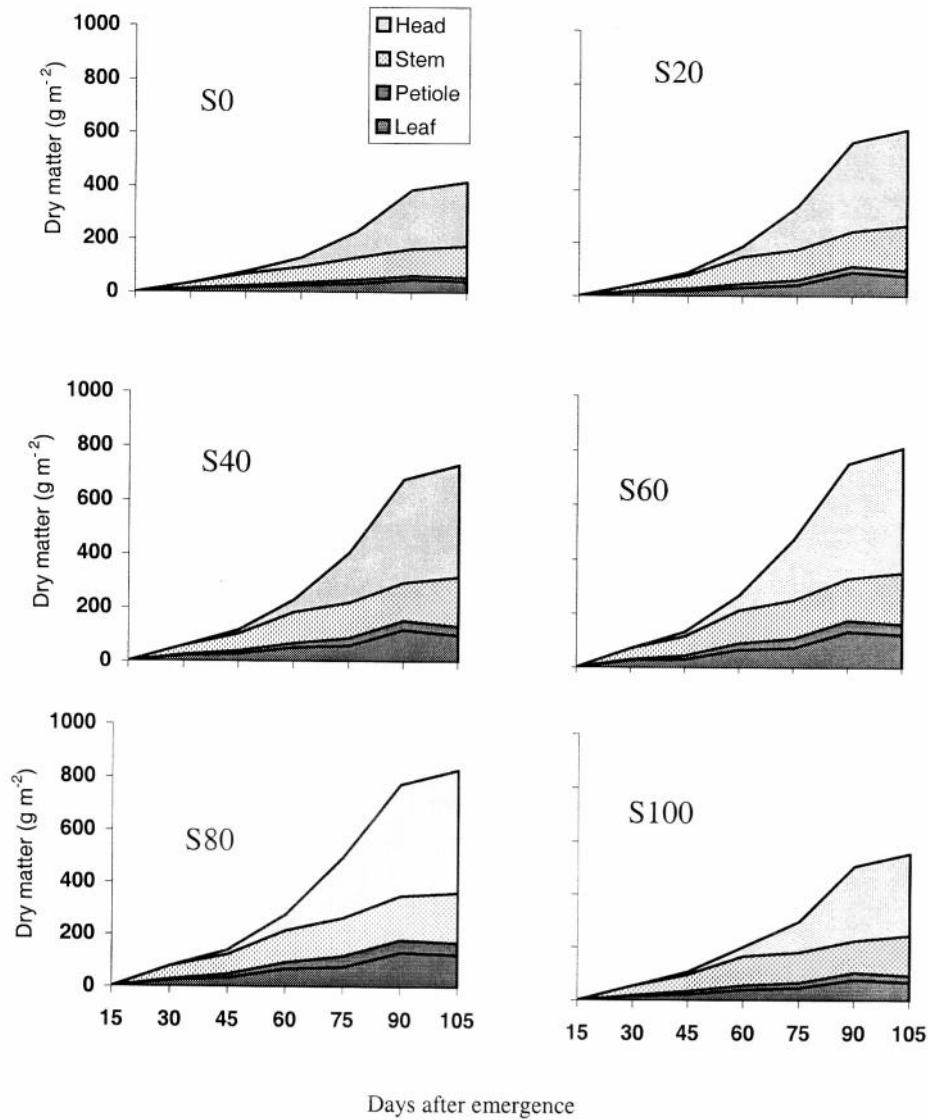 1000
800
600
400
200
0
Dry matter (g m⁻²)
S0
Head
Stem
Petiole
Leaf
S20
1000
800
600
400
200
0
Dry matter (g m⁻²)
S40
S60
1000
800
600
400
200
0
Dry matter (g m⁻²)
S80
15 30 45 60 75 90 105
S100
15 30 45 60 75 90 105
Days after emergence